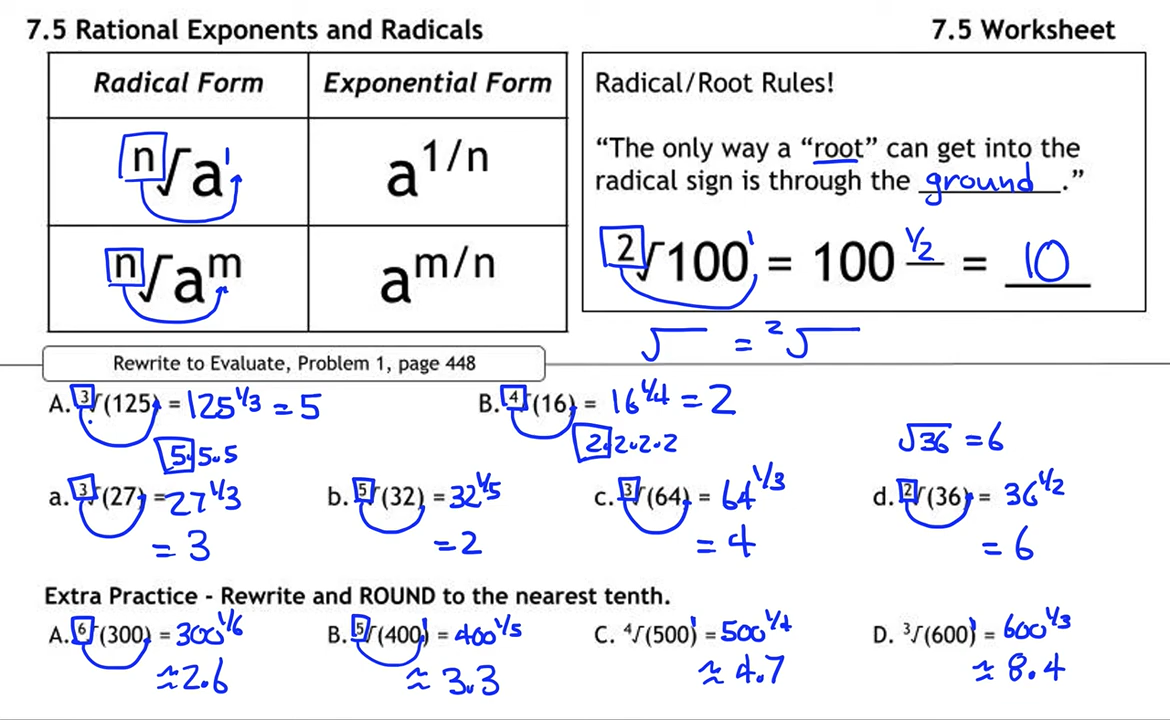 7.5 Rational Exponents and Radicals
7.5 Worksheet
Radical Form
Exponential Form
ⁿ√a¹
a^1/n
ⁿ√a^m
a^m/n
Radical/Root Rules!
“The only way a “root” can get into the
radical sign is through the ground.”
²√100¹ = 100^1/2 = 10
√ = ²√
Rewrite to Evaluate, Problem 1, page 448
A. ³√(125) = 125^1/3 = 5
5·5·5
B. ⁴√(16) = 16^1/4 = 2
2·2·2·2
√36 = 6
a. ³√(27) = 27^1/3
= 3
b. ⁵√(32) = 32^1/5
= 2
c. ³√(64) = 64^1/3
= 4
d. ²√(36) = 36^1/2
= 6
Extra Practice - Rewrite and ROUND to the nearest tenth.
A. ⁶√(300) = 300^1/6
≈ 2.6
B. ⁵√(400)¹ = 400^1/5
≈ 3.3
C. ⁴√(500)¹ = 500^1/4
≈ 4.7
D. ³√(600)¹ = 600^1/3
≈ 8.4